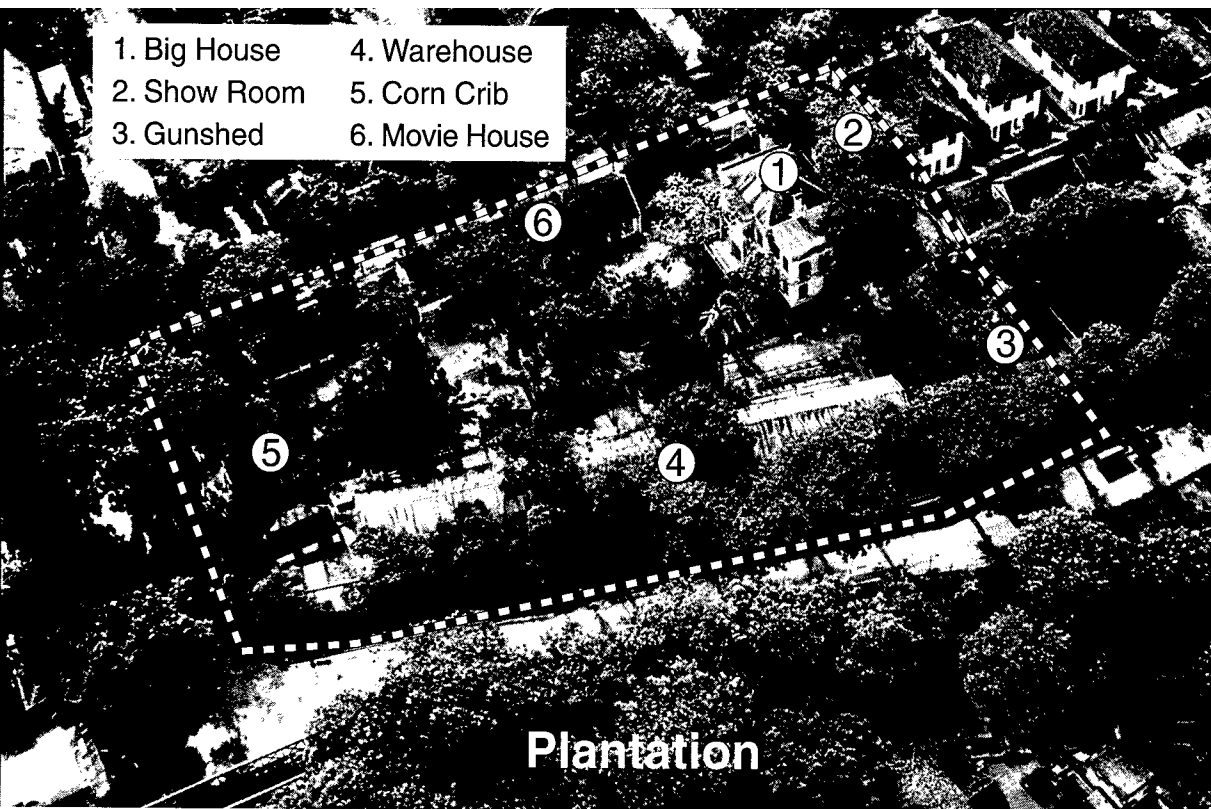 1. Big House
2. Show Room
3. Gunshed
4. Warehouse
5. Corn Crib
6. Movie House
2
1
6
3
5
4
Plantation